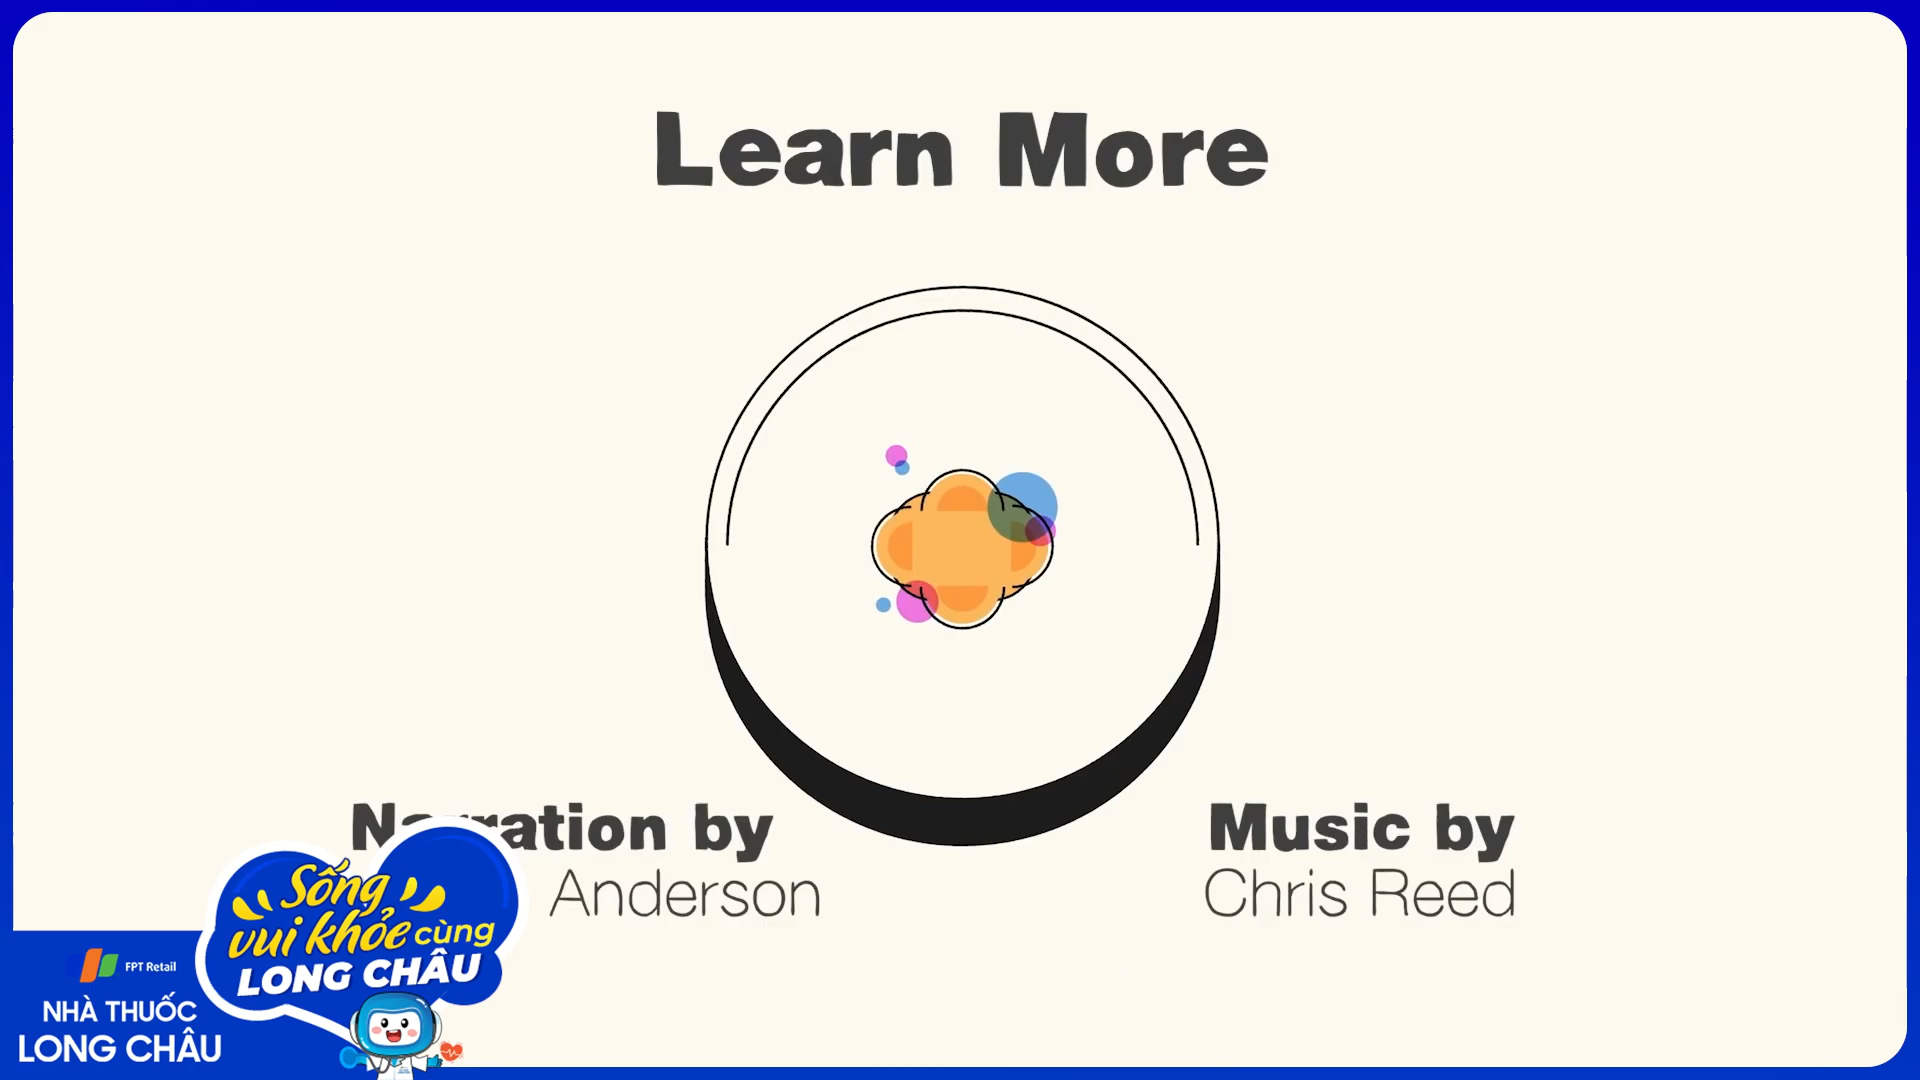 Learn More
Narration by
Anderson
Music by
Chris Reed
Sống
vui khỏe cùng
LONG CHÂU
FPT Retail
NHÀ THUỐC
LONG CHÂU